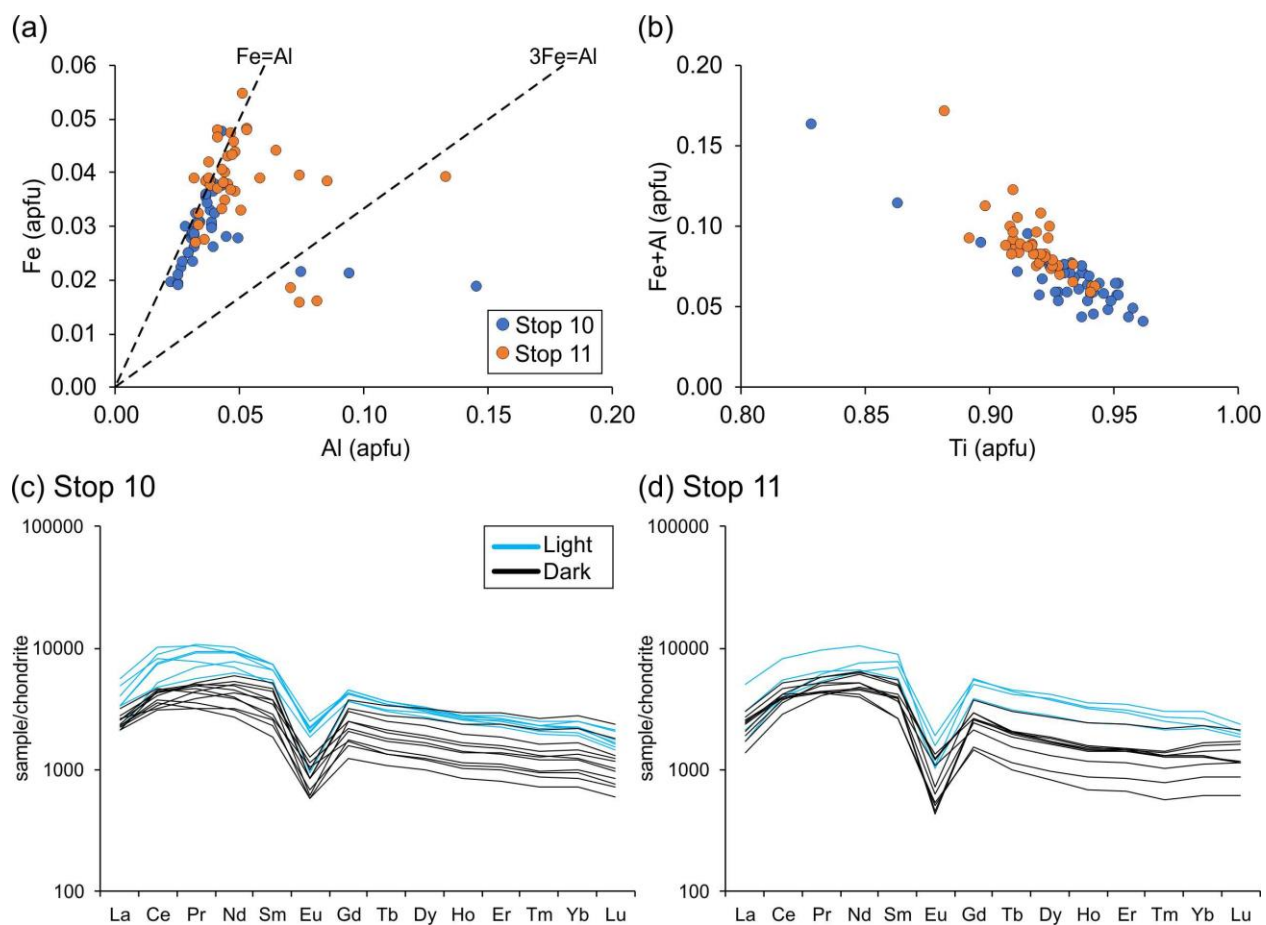 (a)
Fe=Al
3Fe=Al
0.06
0.05
0.04
0.03
0.02
0.01
0.00
Fe (apfu)
0.00 0.05 0.10 0.15 0.20
Al (apfu)
Stop 10
Stop 11
(b)
0.20
0.15
0.10
0.05
0.00
Fe+Al (apfu)
0.80 0.85 0.90 0.95 1.00
Ti (apfu)
(c) Stop 10
100000
10000
1000
100
sample/chondrite
Light
Dark
La Ce Pr Nd Sm Eu Gd Tb Dy Ho Er Tm Yb Lu
(d) Stop 11
100000
10000
1000
100
sample/chondrite
La Ce Pr Nd Sm Eu Gd Tb Dy Ho Er Tm Yb Lu